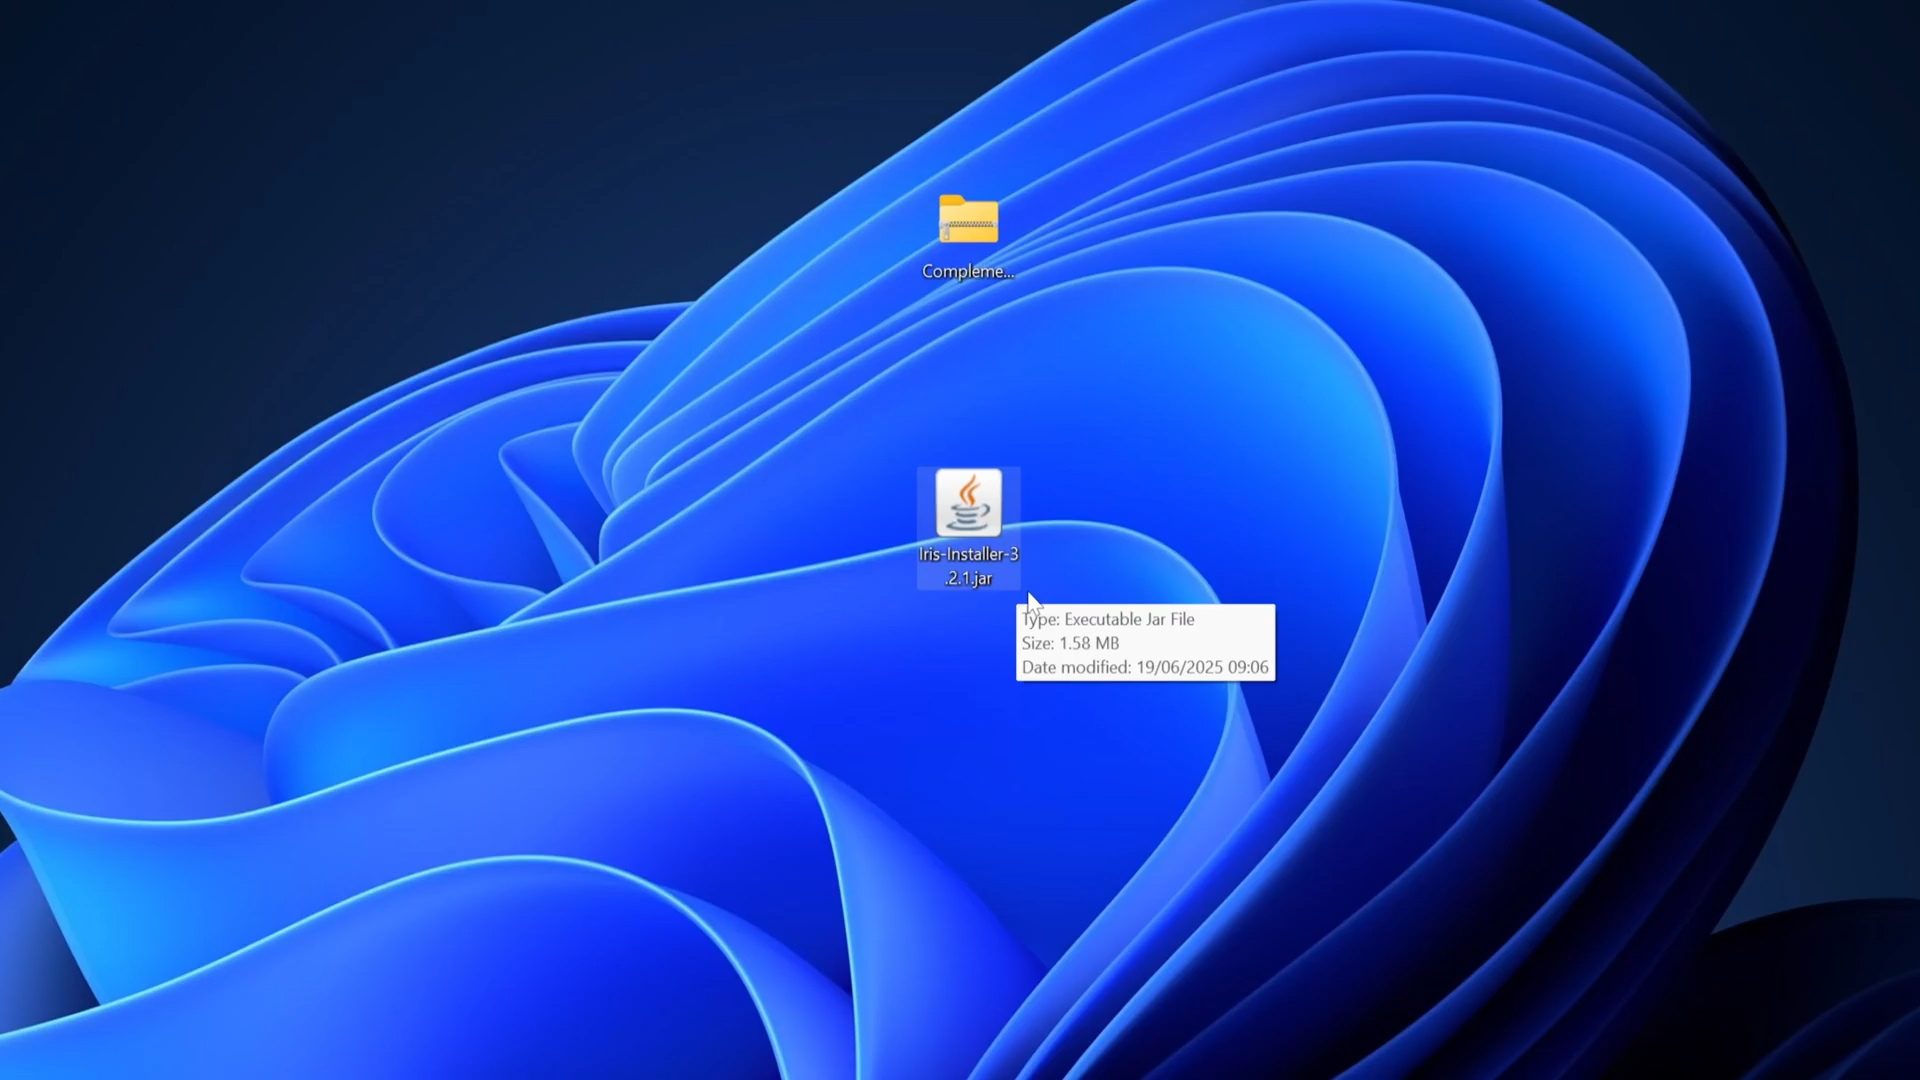 Compleme...
Iris-Installer-3
.2.1.jar
Type: Executable Jar File
Size: 1.58 MB
Date modified: 19/06/2025 09:06